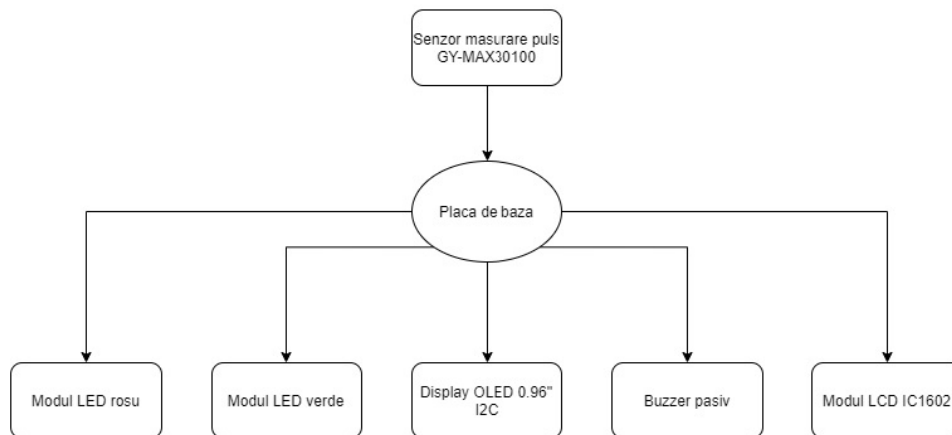 Senzor masurare puls
GY-MAX30100
Placa de baza
Modul LED rosu
Modul LED verde
Display OLED 0.96"
I2C
Buzzer pasiv
Modul LCD IC1602